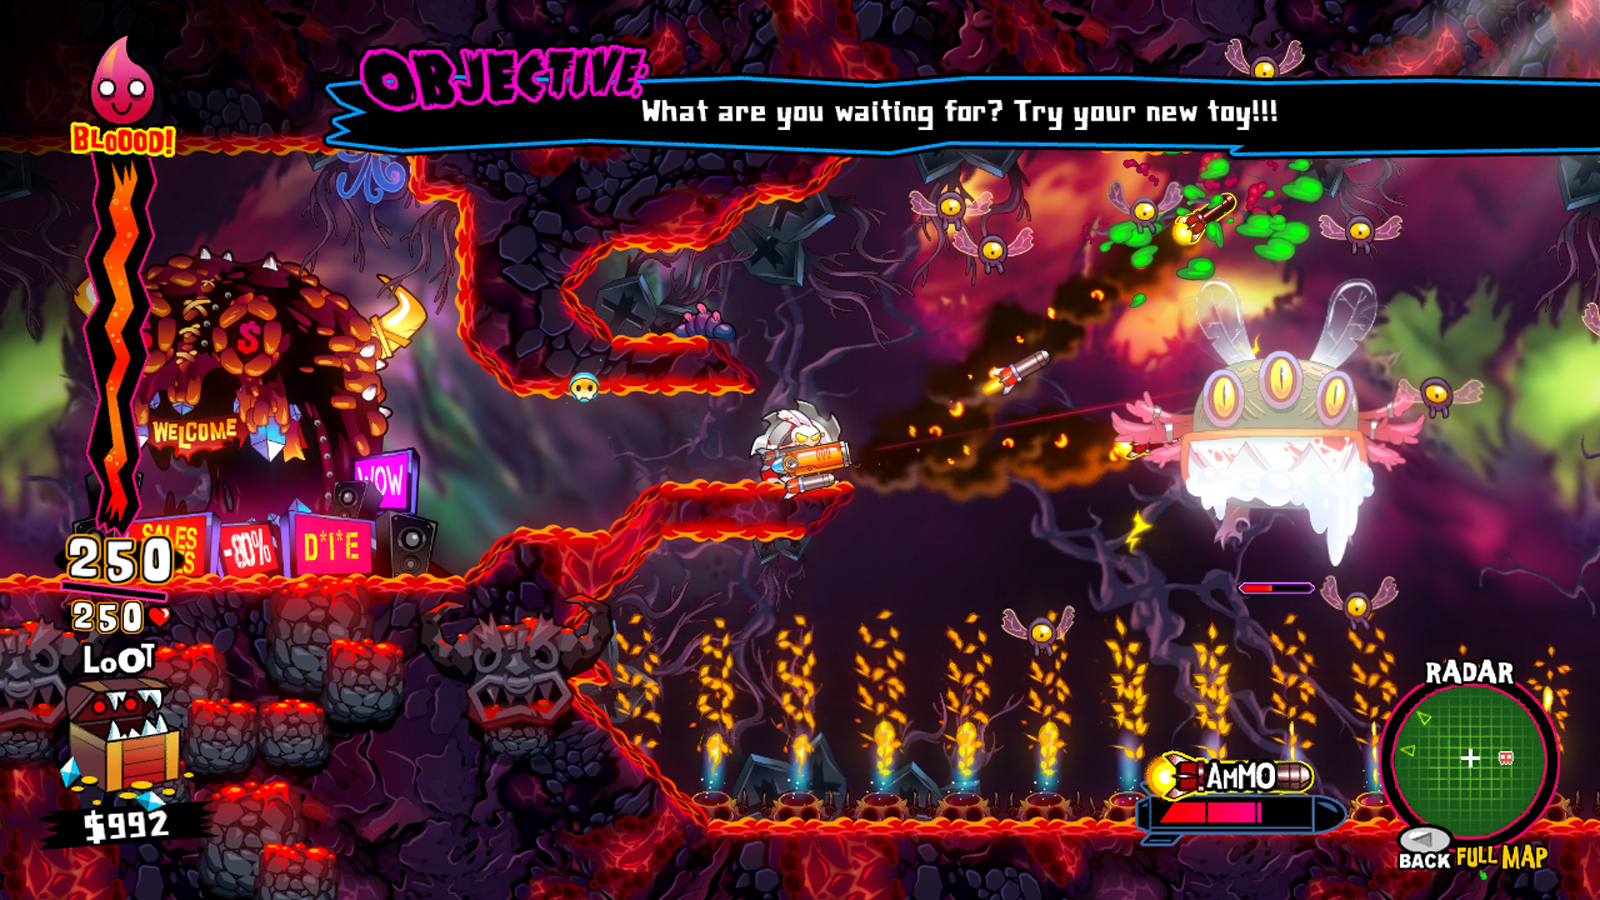 OBJECTIVE:
What are you waiting for? Try your new toy!!!
BLOOOD!
$
WELCOME
WOW
SALES
-80%
D*I*E
250
250
LOOT
$992
AMMO
RADAR
BACK FULL MAP